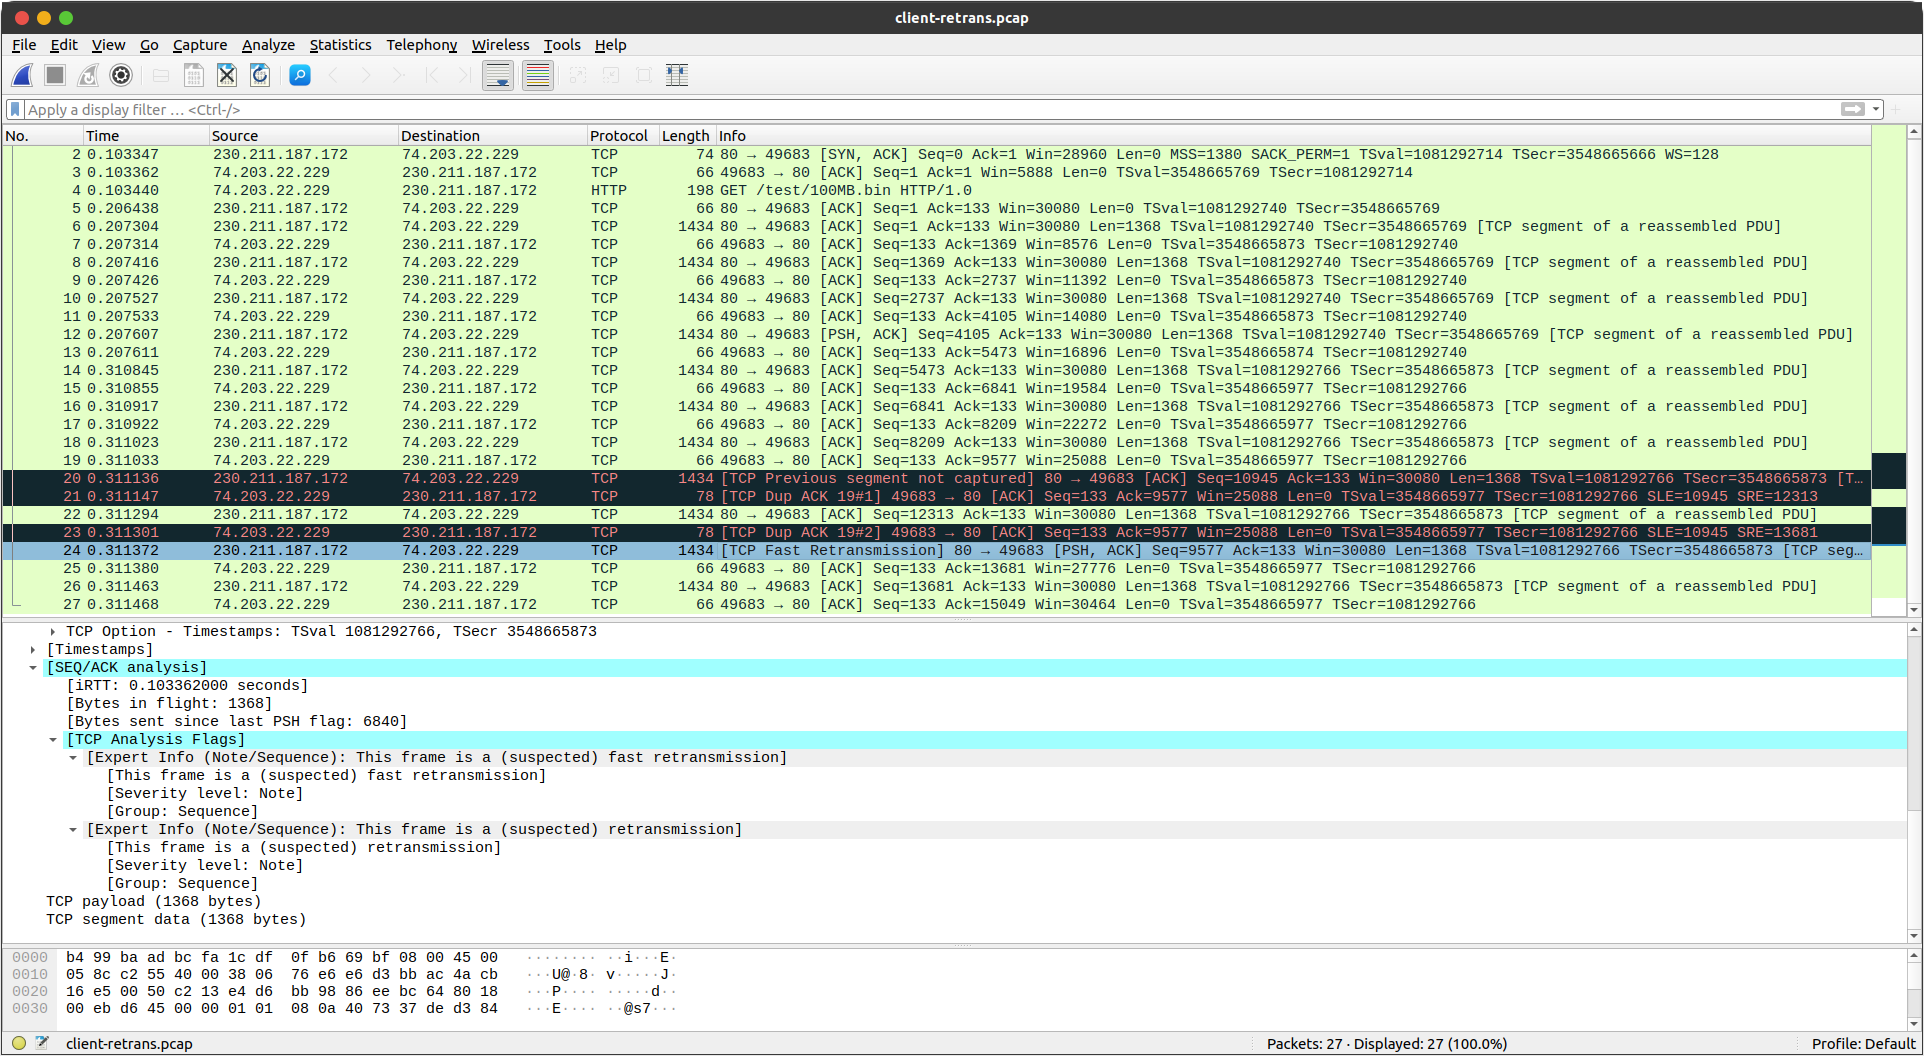 client-retrans.pcap
File Edit View Go Capture Analyze Statistics Telephony Wireless Tools Help
Apply a display filter … <Ctrl-/>
No. Time Source Destination Protocol Length Info
2 0.103347 230.211.187.172 74.203.22.229 TCP 74 80 → 49683 [SYN, ACK] Seq=0 Ack=1 Win=28960 Len=0 MSS=1380 SACK_PERM=1 TSval=1081292714 TSecr=3548665666 WS=128
3 0.103362 74.203.22.229 230.211.187.172 TCP 66 49683 → 80 [ACK] Seq=1 Ack=1 Win=5888 Len=0 TSval=3548665769 TSecr=1081292714
4 0.103440 74.203.22.229 230.211.187.172 HTTP 198 GET /test/100MB.bin HTTP/1.0
5 0.206438 230.211.187.172 74.203.22.229 TCP 66 80 → 49683 [ACK] Seq=1 Ack=133 Win=30080 Len=0 TSval=1081292740 TSecr=3548665769
6 0.207304 230.211.187.172 74.203.22.229 TCP 1434 80 → 49683 [ACK] Seq=1 Ack=133 Win=30080 Len=1368 TSval=1081292740 TSecr=3548665769 [TCP segment of a reassembled PDU]
7 0.207314 74.203.22.229 230.211.187.172 TCP 66 49683 → 80 [ACK] Seq=133 Ack=1369 Win=8576 Len=0 TSval=3548665873 TSecr=1081292740
8 0.207416 230.211.187.172 74.203.22.229 TCP 1434 80 → 49683 [ACK] Seq=1369 Ack=133 Win=30080 Len=1368 TSval=1081292740 TSecr=3548665769 [TCP segment of a reassembled PDU]
9 0.207426 74.203.22.229 230.211.187.172 TCP 66 49683 → 80 [ACK] Seq=133 Ack=2737 Win=11392 Len=0 TSval=3548665873 TSecr=1081292740
10 0.207527 230.211.187.172 74.203.22.229 TCP 1434 80 → 49683 [ACK] Seq=2737 Ack=133 Win=30080 Len=1368 TSval=1081292740 TSecr=3548665769 [TCP segment of a reassembled PDU]
11 0.207533 74.203.22.229 230.211.187.172 TCP 66 49683 → 80 [ACK] Seq=133 Ack=4105 Win=14080 Len=0 TSval=3548665873 TSecr=1081292740
12 0.207607 230.211.187.172 74.203.22.229 TCP 1434 80 → 49683 [PSH, ACK] Seq=4105 Ack=133 Win=30080 Len=1368 TSval=1081292740 TSecr=3548665769 [TCP segment of a reassembled PDU]
13 0.207611 74.203.22.229 230.211.187.172 TCP 66 49683 → 80 [ACK] Seq=133 Ack=5473 Win=16896 Len=0 TSval=3548665874 TSecr=1081292740
14 0.310845 230.211.187.172 74.203.22.229 TCP 1434 80 → 49683 [ACK] Seq=5473 Ack=133 Win=30080 Len=1368 TSval=1081292766 TSecr=3548665873 [TCP segment of a reassembled PDU]
15 0.310855 74.203.22.229 230.211.187.172 TCP 66 49683 → 80 [ACK] Seq=133 Ack=6841 Win=19584 Len=0 TSval=3548665977 TSecr=1081292766
16 0.310917 230.211.187.172 74.203.22.229 TCP 1434 80 → 49683 [ACK] Seq=6841 Ack=133 Win=30080 Len=1368 TSval=1081292766 TSecr=3548665873 [TCP segment of a reassembled PDU]
17 0.310922 74.203.22.229 230.211.187.172 TCP 66 49683 → 80 [ACK] Seq=133 Ack=8209 Win=22272 Len=0 TSval=3548665977 TSecr=1081292766
18 0.311023 230.211.187.172 74.203.22.229 TCP 1434 80 → 49683 [ACK] Seq=8209 Ack=133 Win=30080 Len=1368 TSval=1081292766 TSecr=3548665873 [TCP segment of a reassembled PDU]
19 0.311033 74.203.22.229 230.211.187.172 TCP 66 49683 → 80 [ACK] Seq=133 Ack=9577 Win=25088 Len=0 TSval=3548665977 TSecr=1081292766
20 0.311136 230.211.187.172 74.203.22.229 TCP 1434 [TCP Previous segment not captured] 80 → 49683 [ACK] Seq=10945 Ack=133 Win=30080 Len=1368 TSval=1081292766 TSecr=3548665873 [T…
21 0.311147 74.203.22.229 230.211.187.172 TCP 78 [TCP Dup ACK 19#1] 49683 → 80 [ACK] Seq=133 Ack=9577 Win=25088 Len=0 TSval=3548665977 TSecr=1081292766 SLE=10945 SRE=12313
22 0.311294 230.211.187.172 74.203.22.229 TCP 1434 80 → 49683 [ACK] Seq=12313 Ack=133 Win=30080 Len=1368 TSval=1081292766 TSecr=3548665873 [TCP segment of a reassembled PDU]
23 0.311301 74.203.22.229 230.211.187.172 TCP 78 [TCP Dup ACK 19#2] 49683 → 80 [ACK] Seq=133 Ack=9577 Win=25088 Len=0 TSval=3548665977 TSecr=1081292766 SLE=10945 SRE=13681
24 0.311372 230.211.187.172 74.203.22.229 TCP 1434 [TCP Fast Retransmission] 80 → 49683 [PSH, ACK] Seq=9577 Ack=133 Win=30080 Len=1368 TSval=1081292766 TSecr=3548665873 [TCP seg…
25 0.311380 74.203.22.229 230.211.187.172 TCP 66 49683 → 80 [ACK] Seq=133 Ack=13681 Win=27776 Len=0 TSval=3548665977 TSecr=1081292766
26 0.311463 230.211.187.172 74.203.22.229 TCP 1434 80 → 49683 [ACK] Seq=13681 Ack=133 Win=30080 Len=1368 TSval=1081292766 TSecr=3548665873 [TCP segment of a reassembled PDU]
27 0.311468 74.203.22.229 230.211.187.172 TCP 66 49683 → 80 [ACK] Seq=133 Ack=15049 Win=30464 Len=0 TSval=3548665977 TSecr=1081292766
TCP Option - Timestamps: TSval 1081292766, TSecr 3548665873
[Timestamps]
[SEQ/ACK analysis]
[iRTT: 0.103362000 seconds]
[Bytes in flight: 1368]
[Bytes sent since last PSH flag: 6840]
[TCP Analysis Flags]
[Expert Info (Note/Sequence): This frame is a (suspected) fast retransmission]
[This frame is a (suspected) fast retransmission]
[Severity level: Note]
[Group: Sequence]
[Expert Info (Note/Sequence): This frame is a (suspected) retransmission]
[This frame is a (suspected) retransmission]
[Severity level: Note]
[Group: Sequence]
TCP payload (1368 bytes)
TCP segment data (1368 bytes)
0000 b4 99 ba ad bc fa 1c df 0f b6 69 bf 08 00 45 00 ········ ··i···E·
0010 05 8c c2 55 40 00 38 06 76 e6 e6 d3 bb ac 4a cb ···U@·8· v·····J·
0020 16 e5 00 50 c2 13 e4 d6 bb 98 86 ee bc 64 80 18 ···P···· ·····d··
0030 00 eb d6 45 00 00 01 01 08 0a 40 73 37 de d3 84 ···E···· ··@s7···
client-retrans.pcap Packets: 27 · Displayed: 27 (100.0%) Profile: Default